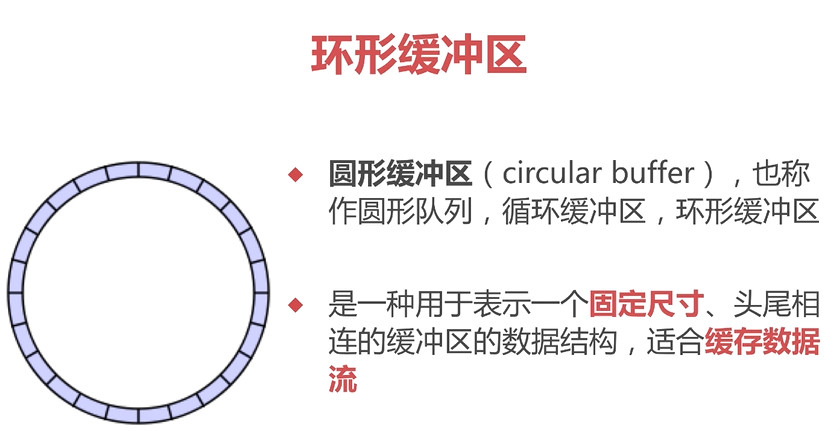 环形缓冲区
圆形缓冲区（circular buffer），也称
作圆形队列，循环缓冲区，环形缓冲区
是一种用于表示一个固定尺寸、头尾相
连的缓冲区的数据结构，适合缓存数据
流